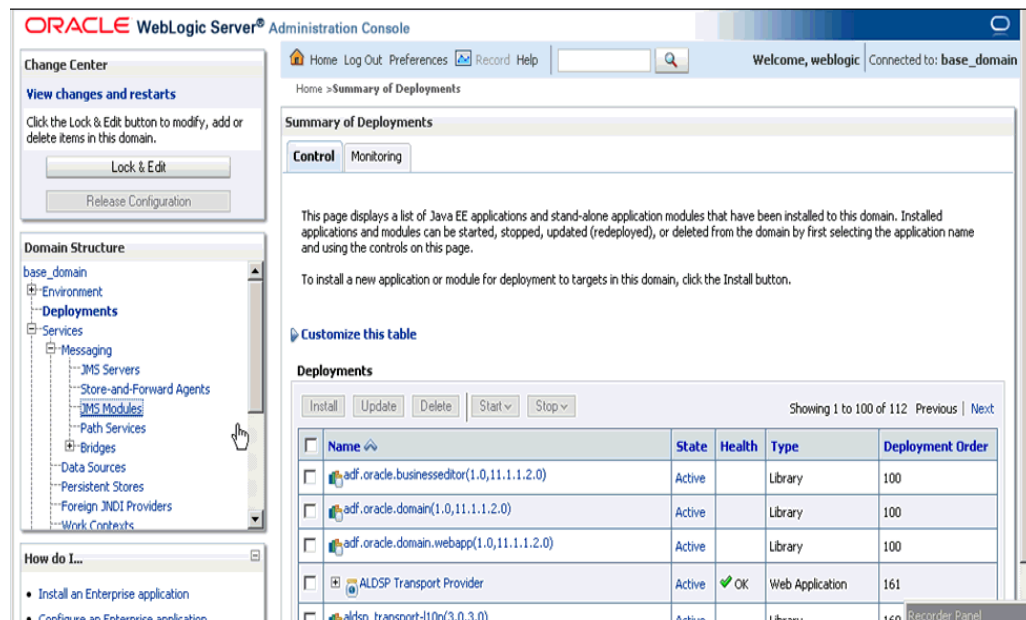 ORACLE WebLogic Server® Administration Console
Change Center
View changes and restarts
Click the Lock & Edit button to modify, add or
delete items in this domain.
Lock & Edit
Release Configuration
Domain Structure
base_domain
Environment
Deployments
Services
Messaging
JMS Servers
Store-and-Forward Agents
JMS Modules
Path Services
Bridges
Data Sources
Persistent Stores
Foreign JNDI Providers
Work Contexts
How do I...
Install an Enterprise application
Configure an Enterprise application
Home Log Out Preferences Record Help
Welcome, weblogic Connected to: base_domain
Home >Summary of Deployments
Summary of Deployments
Control Monitoring
This page displays a list of Java EE applications and stand-alone application modules that have been installed to this domain. Installed
applications and modules can be started, stopped, updated (redeployed), or deleted from the domain by first selecting the application name
and using the controls on this page.
To install a new application or module for deployment to targets in this domain, click the Install button.
Customize this table
Deployments
Install Update Delete Start Stop Showing 1 to 100 of 112 Previous | Next
Name State Health Type Deployment Order
adf.oracle.businesseditor(1.0,11.1.1.2.0) Active Library 100
adf.oracle.domain(1.0,11.1.1.2.0) Active Library 100
adf.oracle.domain.webapp(1.0,11.1.1.2.0) Active Library 100
ALDSP Transport Provider Active OK Web Application 161
aldsp_transport-l10n(3.0,3.0) Active Library 160
Recorder Panel